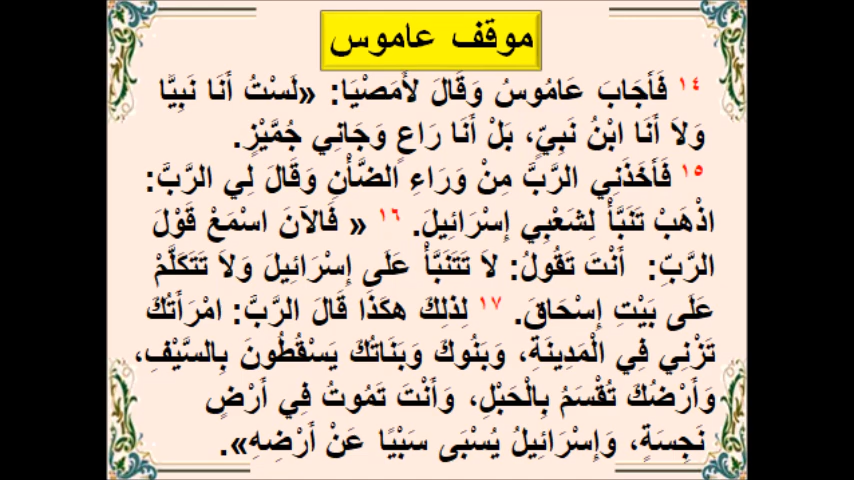 موقف عاموس
١٤ فَأَجَابَ عَامُوسُ وَقَالَ لأَمَصْيَا: «لَسْتُ أَنَا نَبِيًّا
وَلاَ أَنَا ابْنُ نَبِيٍّ، بَلْ أَنَا رَاعٍ وَجَانِي جُمَّيْزٍ.
١٥ فَأَخَذَنِي الرَّبُّ مِنْ وَرَاءِ الضَّأْنِ وَقَالَ لِي الرَّبُّ:
اذْهَبْ تَنَبَّأْ لِشَعْبِي إِسْرَائِيلَ. ١٦ « فَالآنَ اسْمَعْ قَوْلَ
الرَّبِّ: أَنْتَ تَقُولُ: لاَ تَتَنَبَّأْ عَلَى إِسْرَائِيلَ وَلاَ تَتَكَلَّمْ
عَلَى بَيْتِ إِسْحَاقَ. ١٧ لِذلِكَ هكَذَا قَالَ الرَّبُّ: امْرَأَتُكَ
تَزْنِي فِي الْمَدِينَةِ، وَبَنُوكَ وَبَنَاتُكَ يَسْقُطُونَ بِالسَّيْفِ،
وَأَرْضُكَ تُقْسَمُ بِالْحَبْلِ، وَأَنْتَ تَمُوتُ فِي أَرْضٍ
نَجِسَةٍ، وَإِسْرَائِيلُ يُسْبَى سَبْيًا عَنْ أَرْضِهِ».